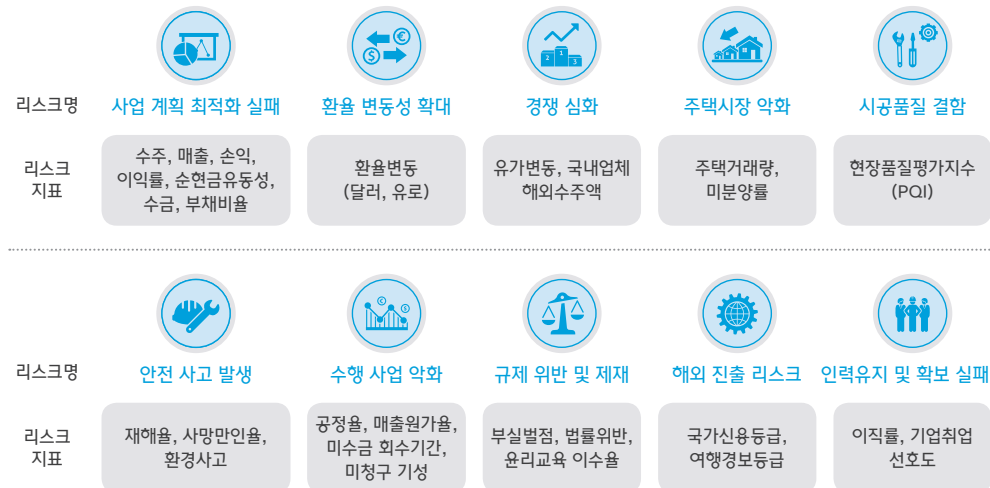 리스크명
사업 계획 최적화 실패
환율 변동성 확대
경쟁 심화
주택시장 악화
시공품질 결함
리스크
지표
수주, 매출, 손익,
이익률, 순현금유동성,
수금, 부채비율
환율변동
(달러, 유로)
유가변동, 국내업체
해외수주액
주택거래량,
미분양률
현장품질평가지수
(PQI)
리스크명
안전 사고 발생
수행 사업 악화
규제 위반 및 제재
해외 진출 리스크
인력유지 및 확보 실패
리스크
지표
재해율, 사망만인율,
환경사고
공정율, 매출원가율,
미수금 회수기간,
미청구 기성
부실벌점, 법률위반,
윤리교육 이수율
국가신용등급,
여행경보등급
이직률, 기업취업
선호도